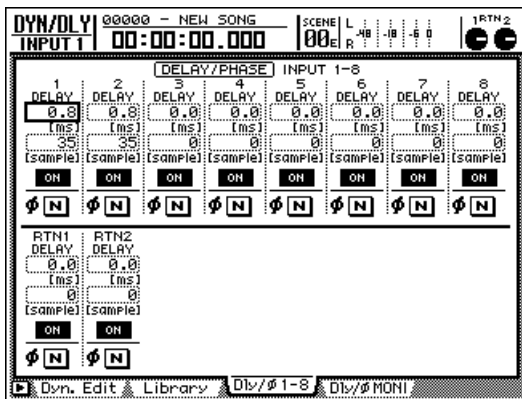 DYN/DLY 00000 - NEW SONG SCENE L 1RTN2
INPUT 1 00:00:00.000 00E R -48 -18 -6 0
DELAY/PHASE INPUT 1-8
1 2 3 4 5 6 7 8
DELAY DELAY DELAY DELAY DELAY DELAY DELAY DELAY
0.8 0.8 0.0 0.0 0.0 0.0 0.0 0.0
[ms] [ms] [ms] [ms] [ms] [ms] [ms] [ms]
35 35 0 0 0 0 0 0
[sample] [sample] [sample] [sample] [sample] [sample] [sample] [sample]
ON ON ON ON ON ON ON ON
ø N ø N ø N ø N ø N ø N ø N ø N
RTN1 RTN2
DELAY DELAY
0.0 0.0
[ms] [ms]
0 0
[sample] [sample]
ON ON
ø N ø N
Dyn. Edit Library Dly/ø 1-8 Dly/ø MONI